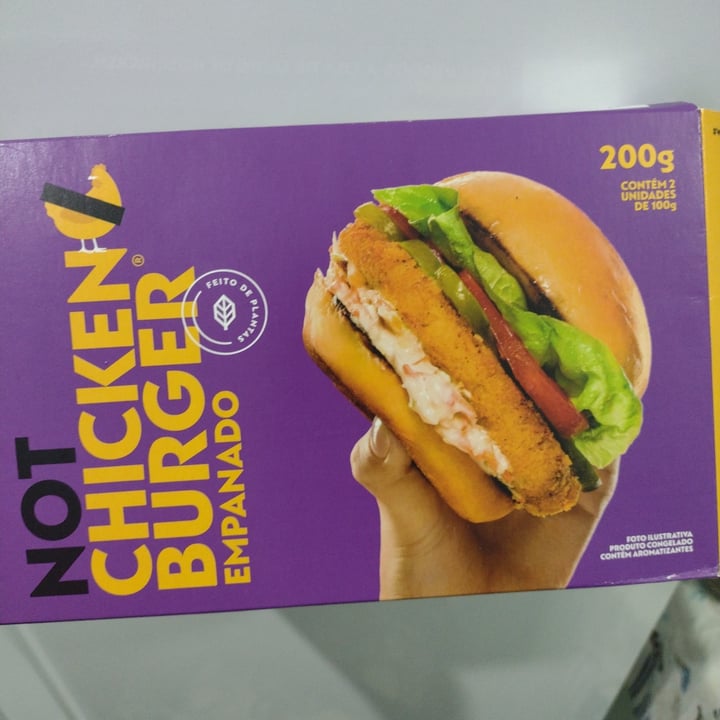 NOT
CHICKEN
BURGER®
EMPANADO
FEITO DE PLANTAS
200g
CONTÉM 2
UNIDADES
DE 100g
FOTO ILUSTRATIVA
PRODUTO CONGELADO
CONTÉM AROMATIZANTES